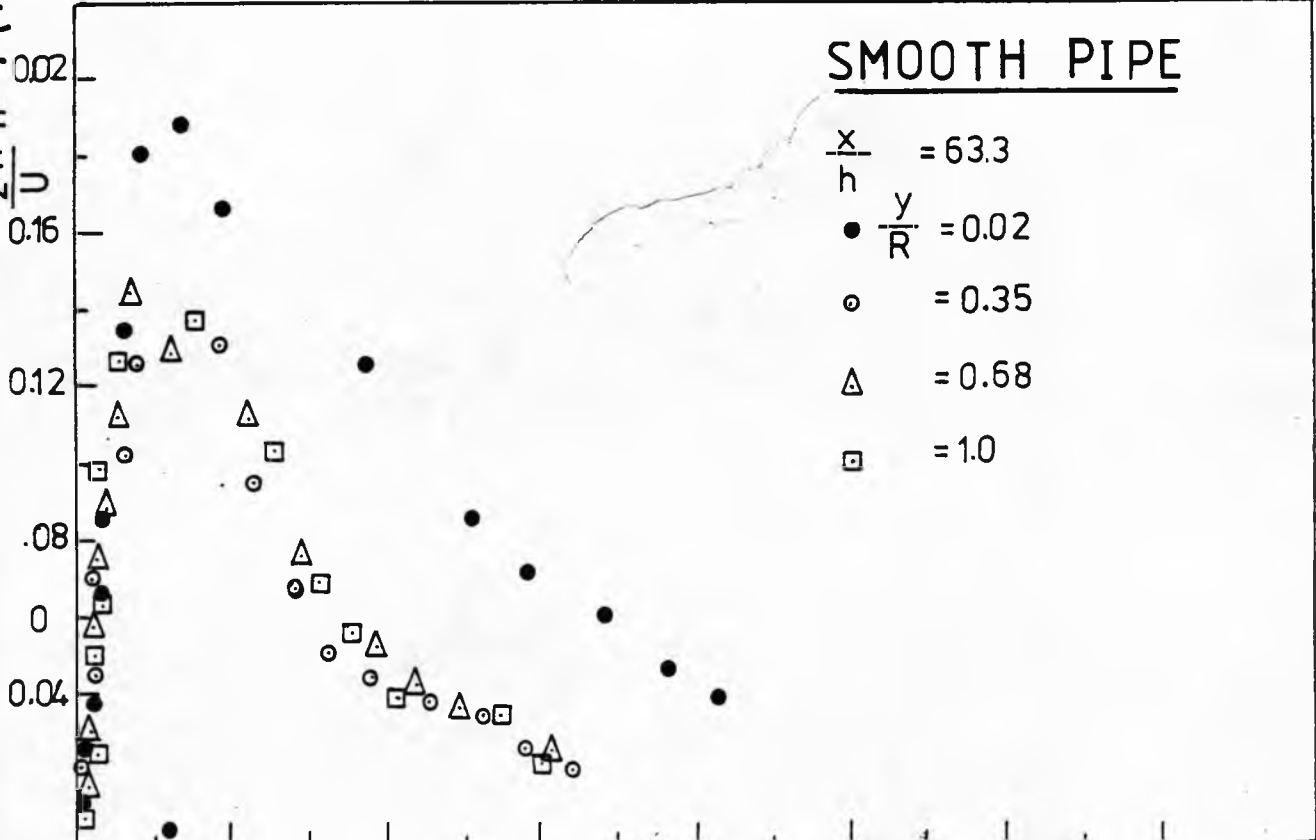 SMOOTH PIPE
x/h = 63.3
y/R = 0.02
= 0.35
= 0.68
= 1.0
0.02
0.16
0.12
.08
0
0.04
U